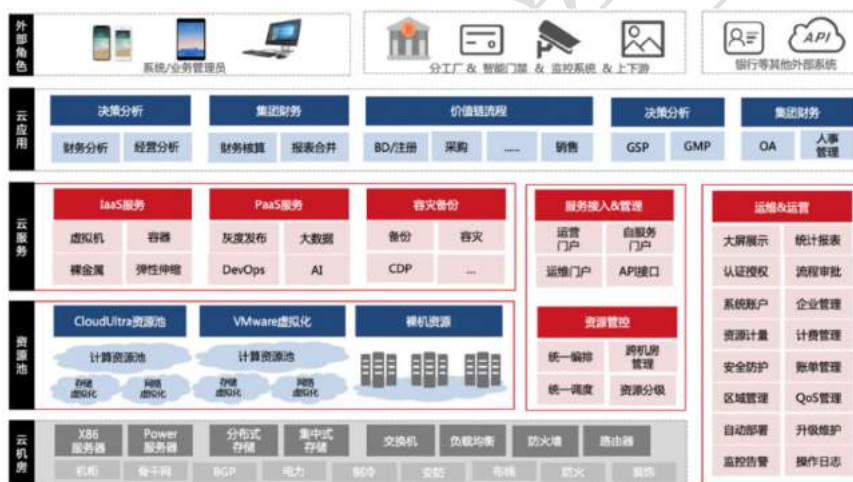 外部角色
系统/业务管理员
分工厂 & 智能门禁 & 监控系统 & 上下游
API
银行等其他外部系统
云应用
决策分析
集团财务
价值链流程
决策分析
集团财务
财务分析 经营分析
财务核算 报表合并
BD/注册 采购 ...... 销售
GSP GMP
OA 人事管理
云服务
IaaS服务
虚拟机 容器
裸金属 弹性伸缩
PaaS服务
灰度发布 大数据
DevOps AI
容灾备份
备份 容灾
CDP ...
服务接入&管理
运营门户 自服务门户
运维门户 API接口
运维&运营
大屏展示 统计报表
认证授权 流程审批
系统账户 企业管理
资源计量 计费管理
安全防护 账单管理
区域管理 QoS管理
自动部署 升级维护
监控告警 操作日志
资源池
CloudUltra资源池
计算资源池
存储虚拟化 网络虚拟化
VMware虚拟化
计算资源池
存储虚拟化 网络虚拟化
裸机资源
资源管控
统一编排 跨机房管理
统一调度 资源分级
云机房
X86服务器 Power服务器 分布式存储 集中式存储 交换机 负载均衡 防火墙 路由器
机柜 骨干网 BGP 电力 制冷 安防 布线 防火 装饰